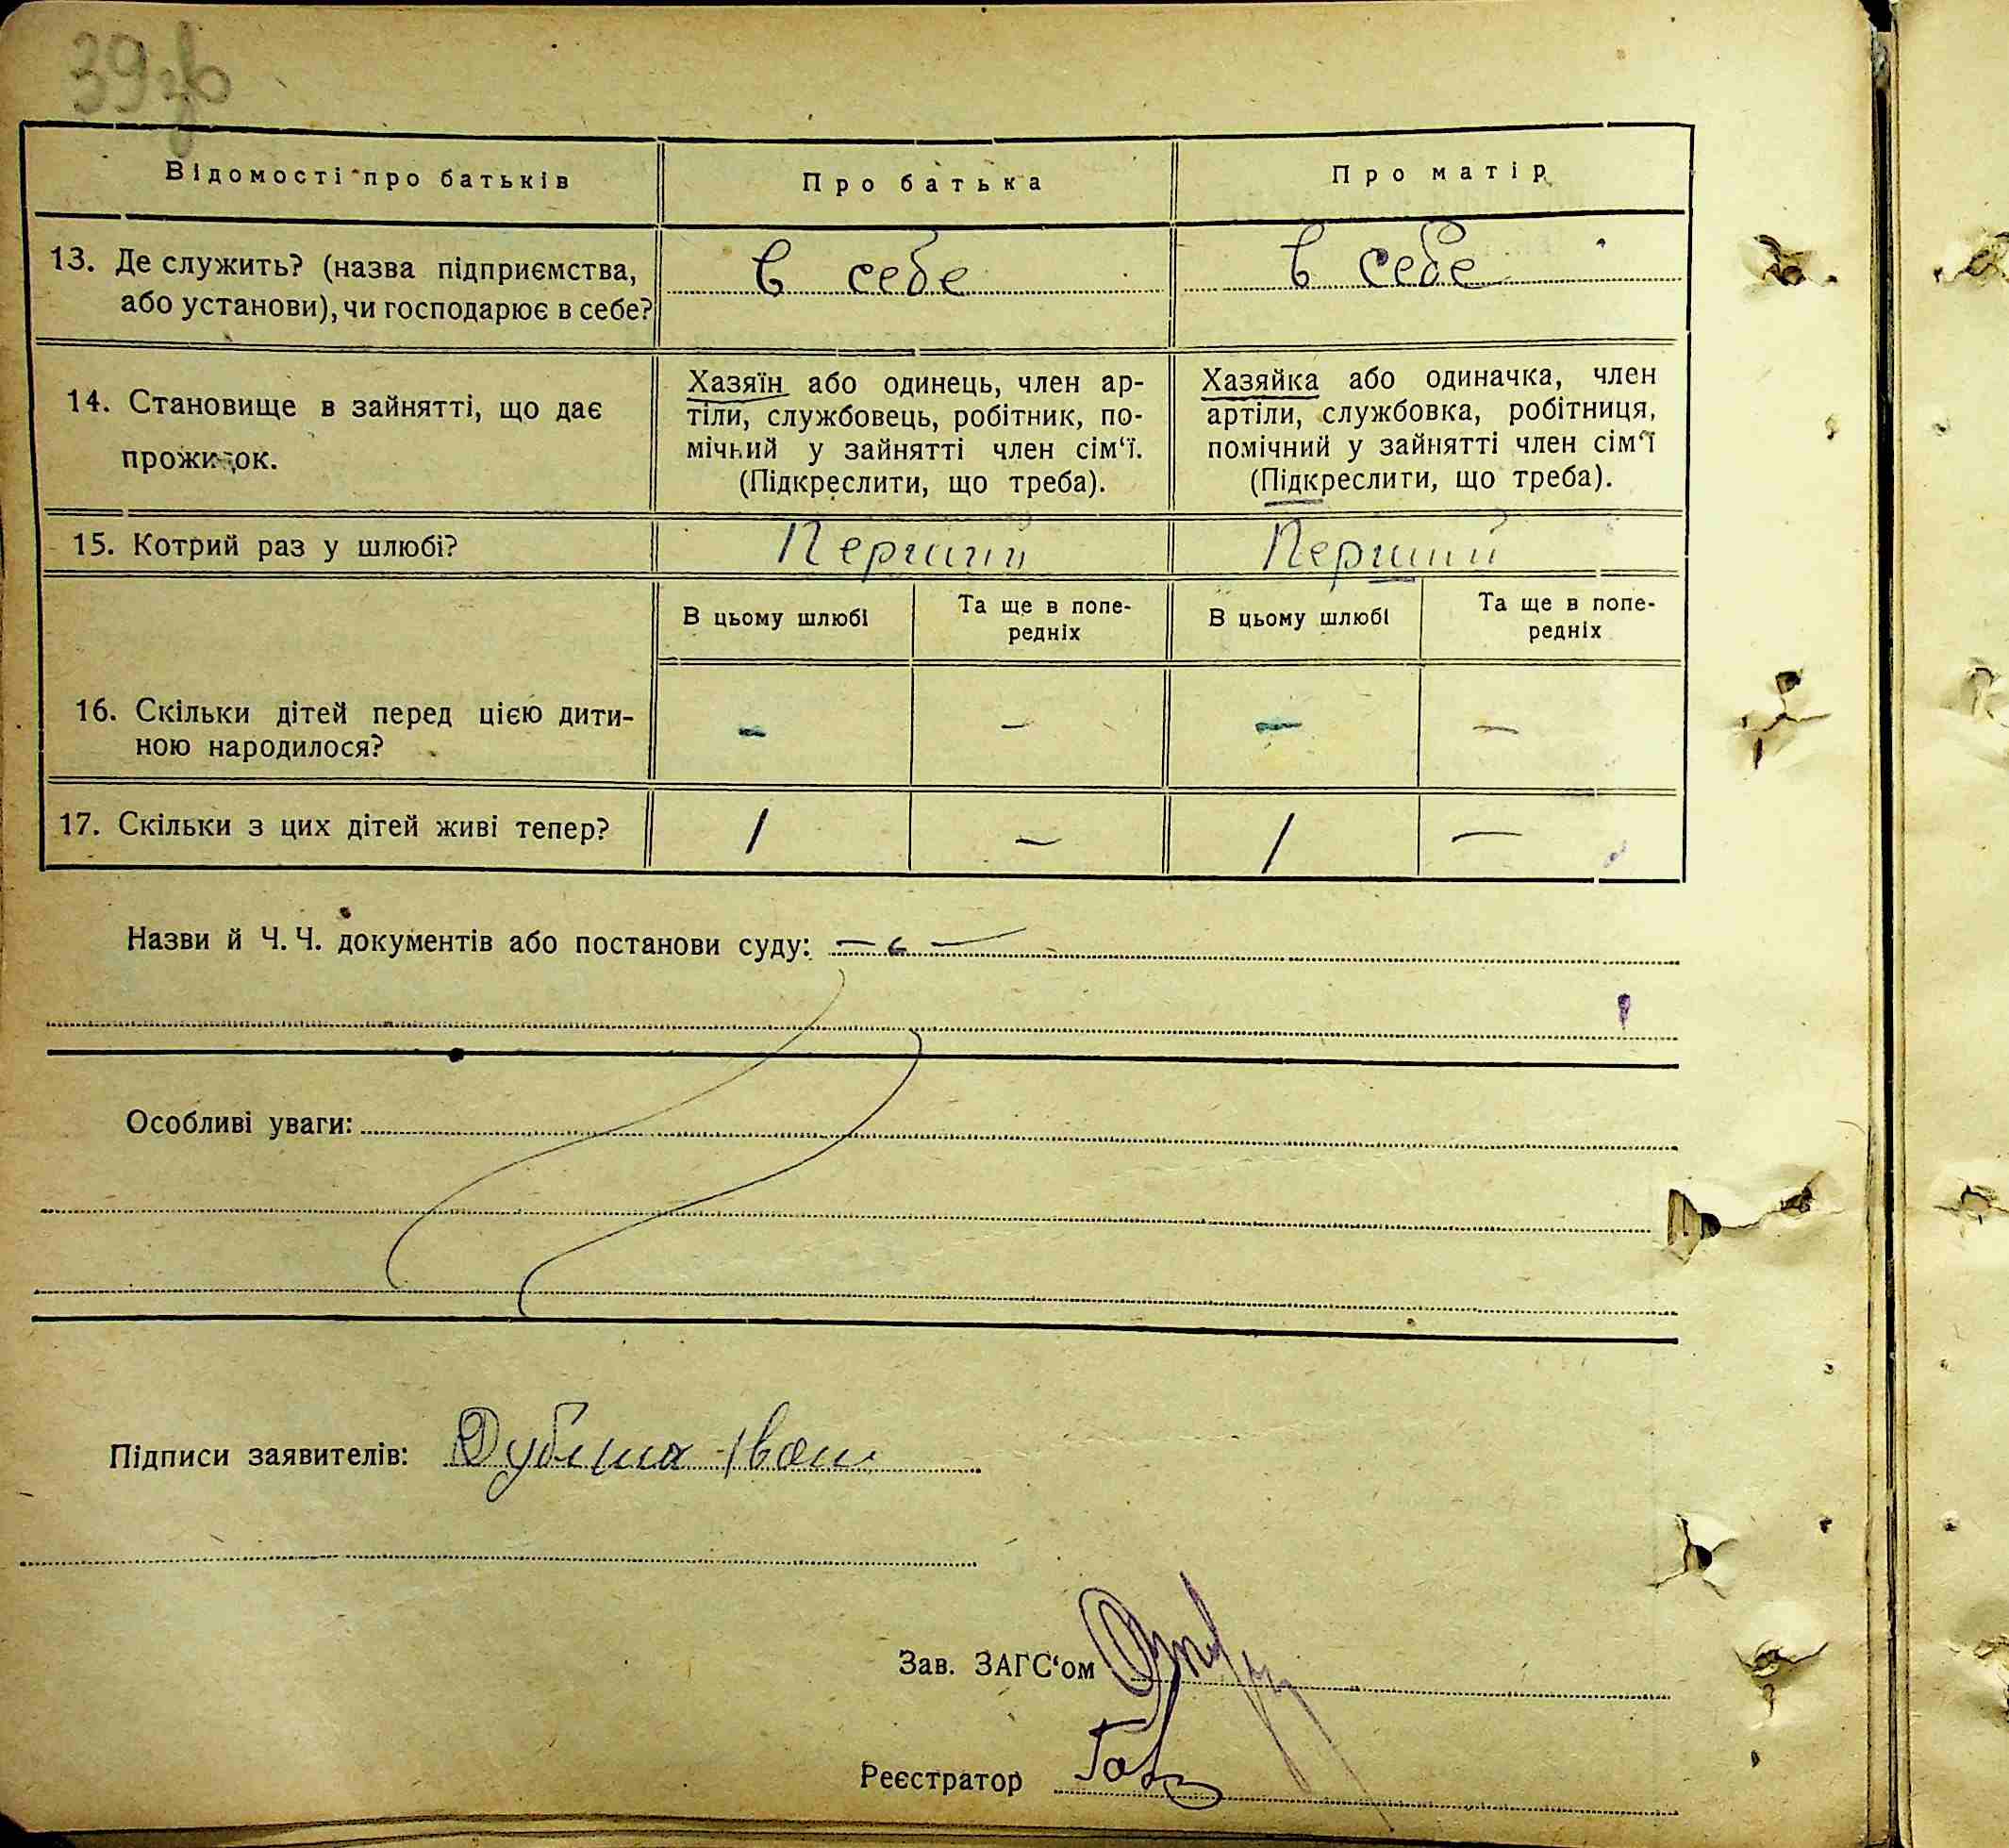 39зв
Відомості про батьків Про батька Про матір
13. Де служить? (назва підприємства, в себе в себе
або установи), чи господарює в себе?
Хазяїн або одинець, член ар- Хазяйка або одиначка, член
14. Становище в зайнятті, що дає тіли, службовець, робітник, по- артіли, службовка, робітниця,
прожиток. мічний у зайнятті член сім‘ї. помічний у зайнятті член сім‘ї
(Підкреслити, що треба). (Підкреслити, що треба).
15. Котрий раз у шлюбі? Перший Перший
В цьому шлюбі Та ще в попе- В цьому шлюбі Та ще в попе-
редніх редніх
16. Скільки дітей перед цією дити- – – – –
ною народилося?
17. Скільки з цих дітей живі тепер? 1 – 1 –
Назви й Ч. Ч. документів або постанови суду:
Особливі уваги:
Підписи заявителів: Дубина Іван
Зав. ЗАГС‘ом
Реєстратор